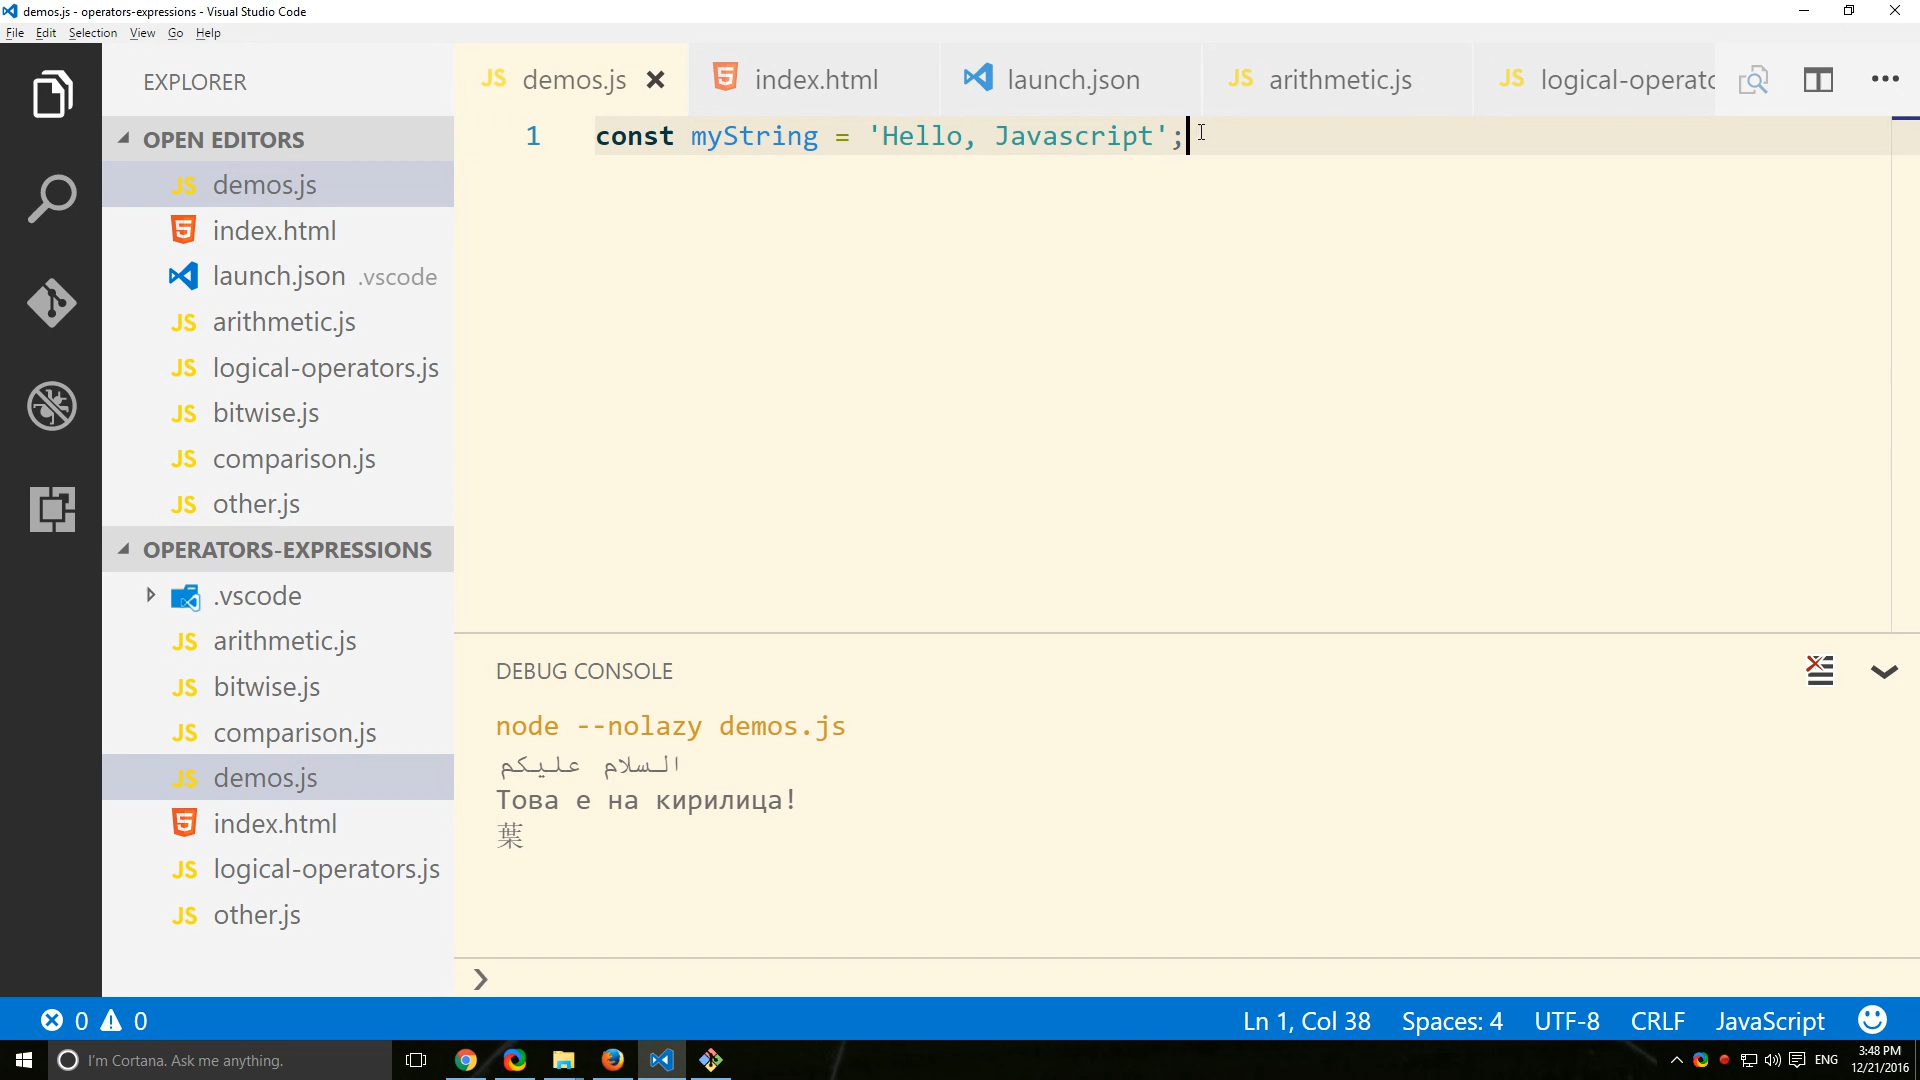 demos.js - operators-expressions - Visual Studio Code
File Edit Selection View Go Help
EXPLORER
JS demos.js
index.html
launch.json
JS arithmetic.js
JS logical-operato
OPEN EDITORS
JS demos.js
index.html
launch.json .vscode
JS arithmetic.js
JS logical-operators.js
JS bitwise.js
JS comparison.js
JS other.js
OPERATORS-EXPRESSIONS
.vscode
JS arithmetic.js
JS bitwise.js
JS comparison.js
JS demos.js
index.html
JS logical-operators.js
JS other.js
1 const myString = 'Hello, Javascript';
DEBUG CONSOLE
node --nolazy demos.js
السلام عليكم
Това е на кирилица!
葉
0 0
Ln 1, Col 38 Spaces: 4 UTF-8 CRLF JavaScript
I'm Cortana. Ask me anything.
ENG
3:48 PM
12/21/2016